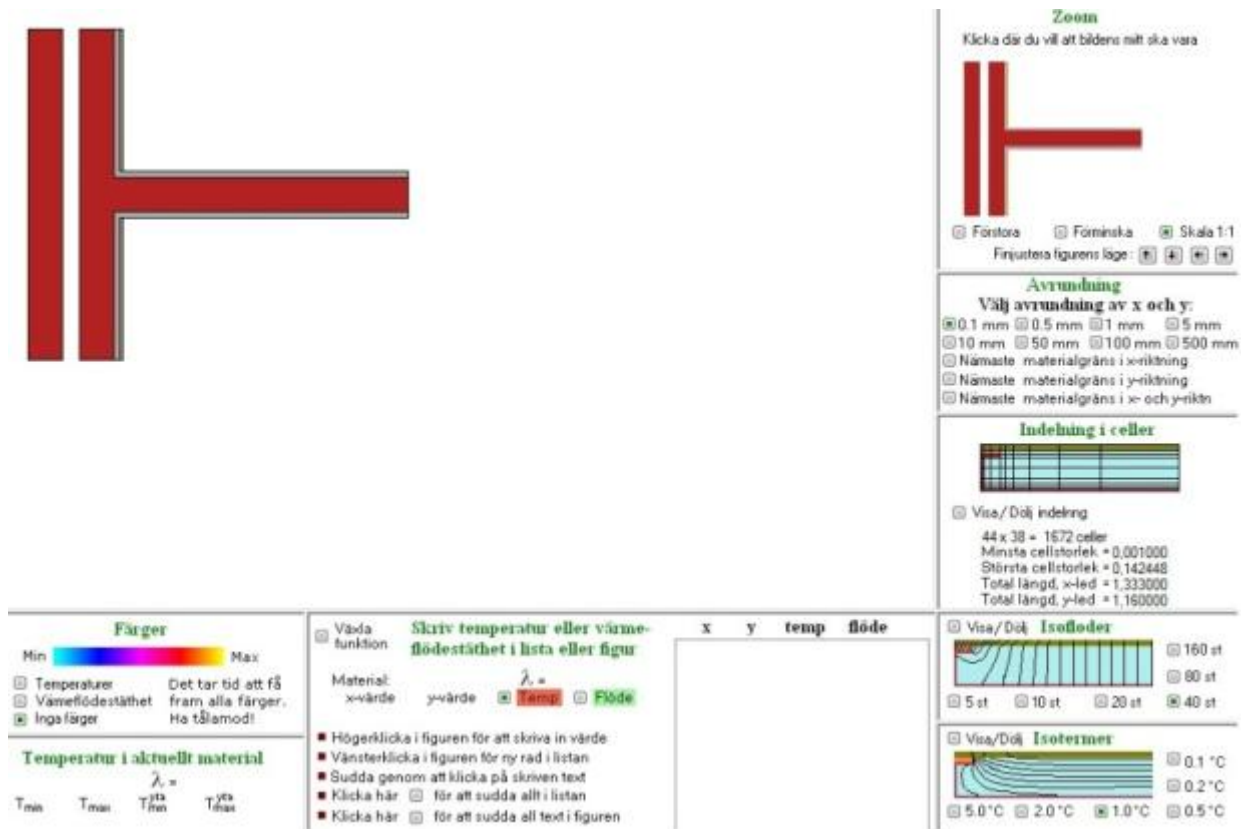 Zoom
Klicka där du vill att bildens mitt ska vara
Förstora Förminska Skala 1:1
Finjustera figurens läge:
Avrundning
Välj avrundning av x och y:
0.1 mm 0.5 mm 1 mm 5 mm
10 mm 50 mm 100 mm 500 mm
Närmaste materialgräns i x-riktning
Närmaste materialgräns i y-riktning
Närmaste materialgräns i x- och y-riktn
Indelning i celler
Visa/Dölj indelnng
44 x 38 = 1672 celler
Minsta cellstorlek = 0,001000
Största cellstorlek = 0,142448
Total längd, x-led = 1,333000
Total längd, y-led = 1,160000
Färger
Min Max
Temperaturer
Värmeflödestäthet
Inga färger
Det tar tid att få
fram alla färger.
Ha tålamod!
Temperatur i aktuellt material
λ =
Tmin Tmax Tyta min Tyta max
Växla
funktion
Skriv temperatur eller värme-
flödestäthet i lista eller figur
Material: λ =
x-värde y-värde Temp Flöde
Högerklicka i figuren för att skriva in värde
Vänsterklicka i figuren för ny rad i listan
Sudda genom att klicka på skriven text
Klicka här för att sudda allt i listan
Klicka här för att sudda all text i figuren
x y temp flöde
Visa/Dölj Isofloder
160 st
80 st
5 st 10 st 20 st 40 st
Visa/Dölj Isotermer
0.1 °C
0.2 °C
5.0 °C 2.0 °C 1.0 °C 0.5 °C